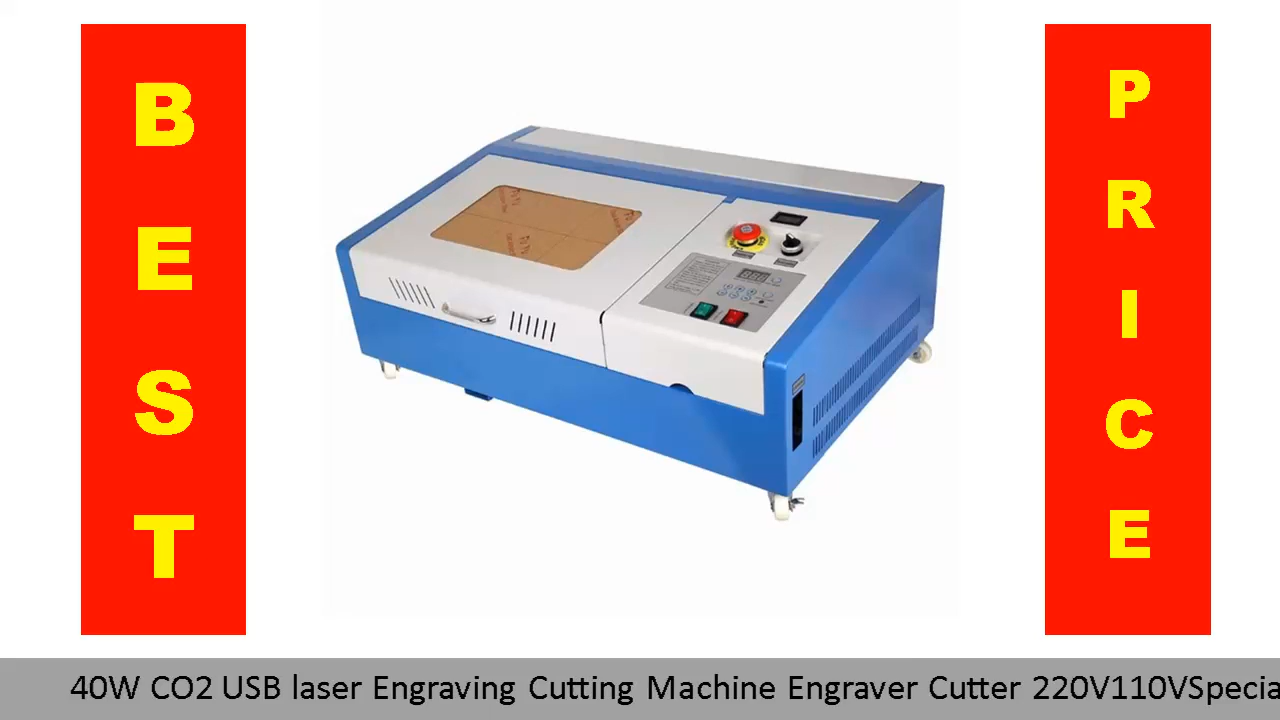 BEST
PRICE
40W CO2 USB laser Engraving Cutting Machine Engraver Cutter 220V110VSpecia